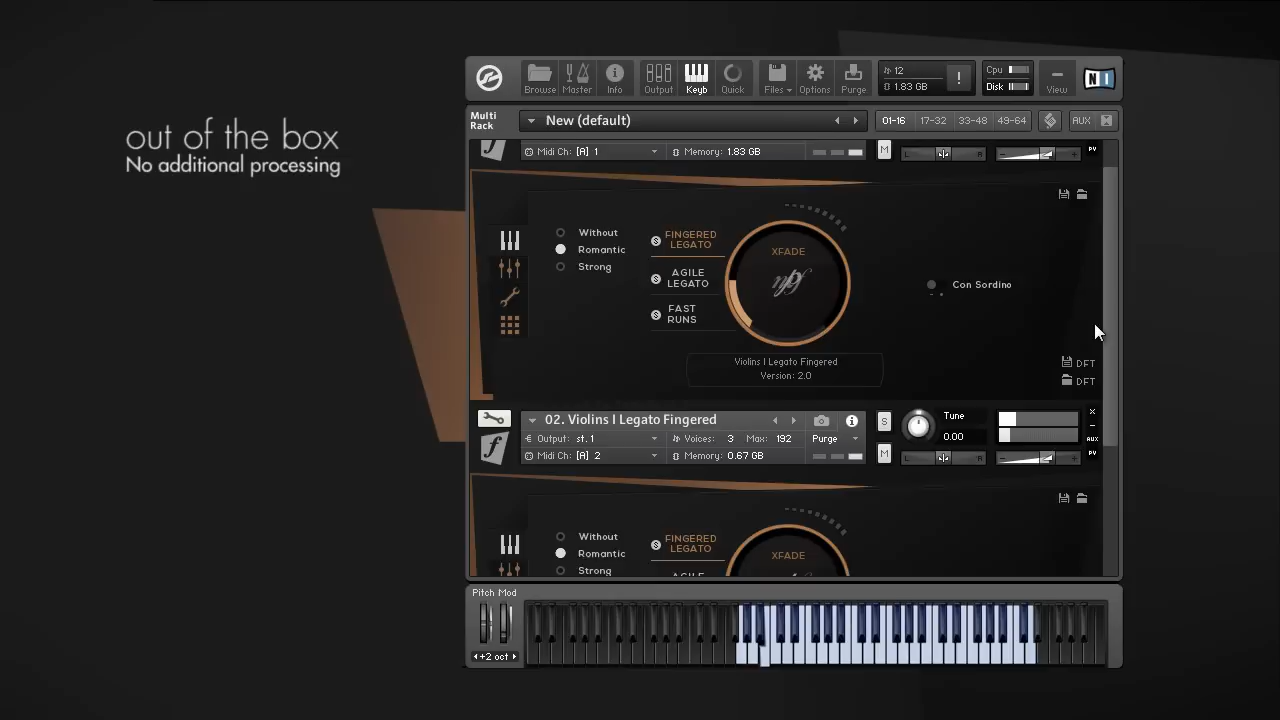 out of the box
No additional processing
Browse
Master
Info
Output
Keyb
Quick
Files
Options
Purge
12
1.83 GB
!
Cpu
Disk
View
NI
Multi
Rack
New (default)
01-16
17-32
33-48
49-64
AUX
Midi Ch: [A] 1
Memory: 1.83 GB
M
L
R
PV
Without
Romantic
Strong
S
FINGERED
LEGATO
S
AGILE
LEGATO
S
FAST
RUNS
XFADE
Con Sordino
Violins I Legato Fingered
Version: 2.0
DFT
DFT
02. Violins I Legato Fingered
Output: st. 1
Voices: 3 Max: 192
Purge
Midi Ch: [A] 2
Memory: 0.67 GB
S
M
Tune
0.00
L
R
AUX
PV
Without
Romantic
Strong
S
FINGERED
LEGATO
XFADE
Pitch Mod
+2 oct